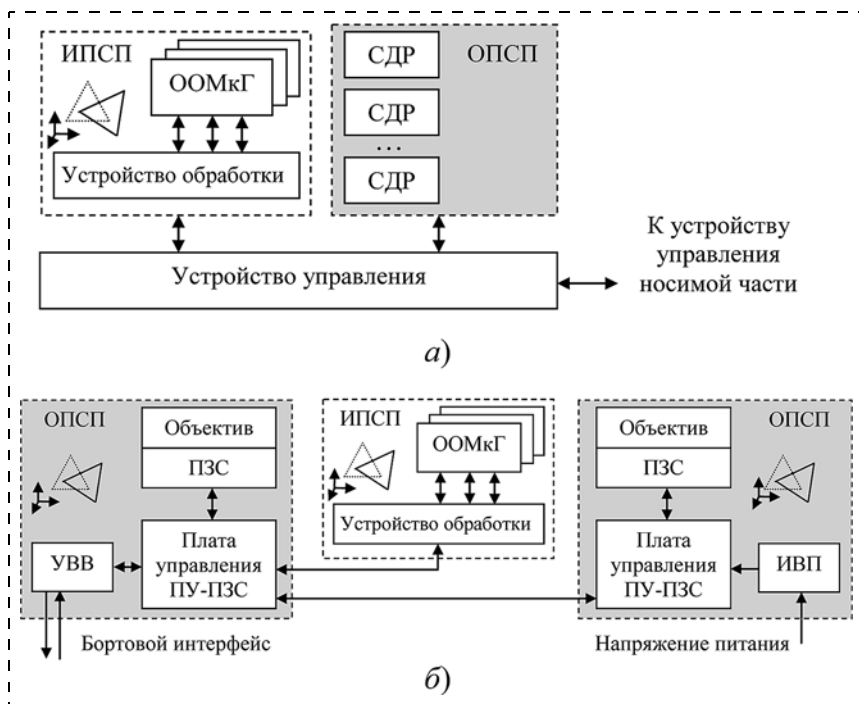 ИПСП
ООМкГ
Устройство обработки
СДР
СДР
...
СДР
ОПСП
Устройство управления
К устройству
управления
носимой части
а)
ОПСП
Объектив
ПЗС
УВВ
Плата
управления
ПУ-ПЗС
Бортовой интерфейс
ИПСП
ООМкГ
Устройство обработки
Объектив
ПЗС
ОПСП
Плата
управления
ПУ-ПЗС
ИВП
Напряжение питания
б)